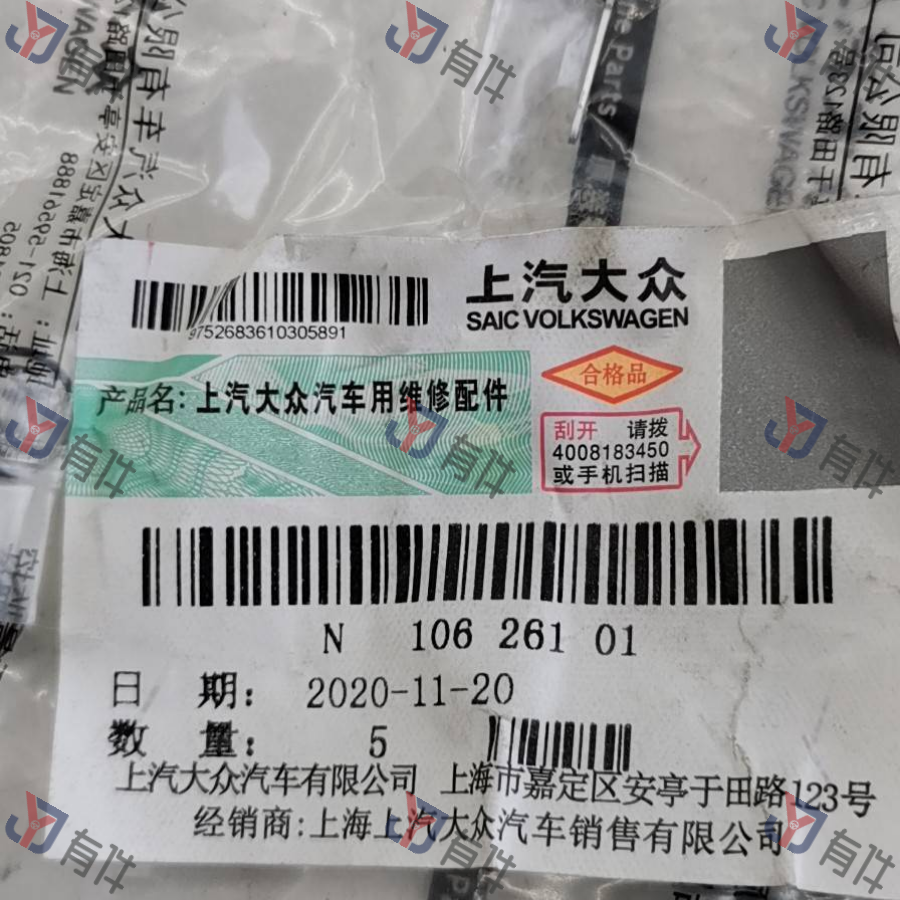 上汽大众
SAIC VOLKSWAGEN
9752683610305891
合格品
产品名:上汽大众汽车用维修配件
刮开 请拨
4008183450
或手机扫描
N 106 261 01
日 期: 2020-11-20
数 量: 5
上汽大众汽车有限公司 上海市嘉定区安亭于田路123号
经销商:上海上汽大众汽车销售有限公司
有件